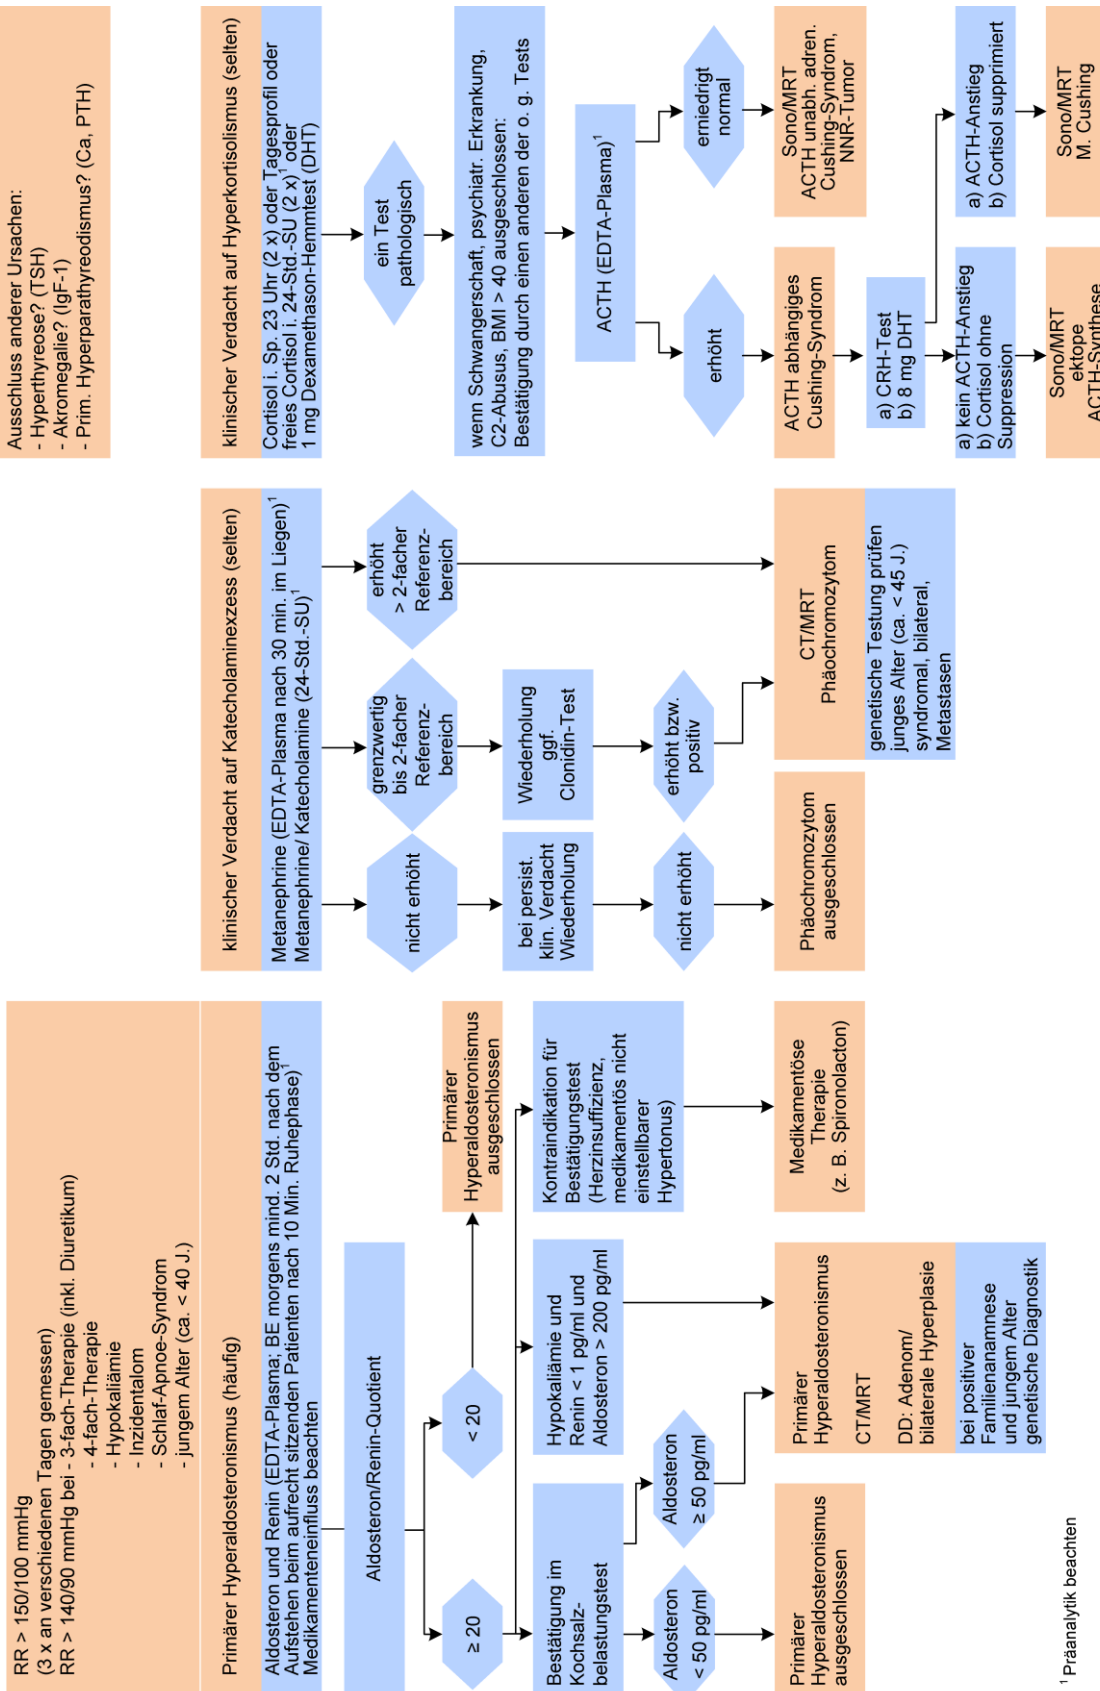 RR > 150/100 mmHg
(3 x an verschiedenen Tagen gemessen)
RR > 140/90 mmHg bei - 3-fach-Therapie (inkl. Diuretikum)
- 4-fach-Therapie
- Hypokaliämie
- Inzidentalom
- Schlaf-Apnoe-Syndrom
- jungem Alter (ca. < 40 J.)
Ausschluss anderer Ursachen:
- Hyperthyreose? (TSH)
- Akromegalie? (IgF-1)
- Prim. Hyperparathyreodismus? (Ca, PTH)
Primärer Hyperaldosteronismus (häufig)
Aldosteron und Renin (EDTA-Plasma; BE morgens mind. 2 Std. nach dem
Aufstehen beim aufrecht sitzenden Patienten nach 10 Min. Ruhephase)1
Medikamenteneinfluss beachten
Aldosteron/Renin-Quotient
≥ 20
< 20
Primärer
Hyperaldosteronismus
ausgeschlossen
Bestätigung im
Kochsalz-
belastungstest
Hypokaliämie und
Renin < 1 pg/ml und
Aldosteron > 200 pg/ml
Kontraindikation für
Bestätigungstest
(Herzinsuffizienz,
medikamentös nicht
einstellbarer
Hypertonus)
Aldosteron
< 50 pg/ml
Aldosteron
≥ 50 pg/ml
Primärer
Hyperaldosteronismus
ausgeschlossen
Primärer
Hyperaldosteronismus
CT/MRT
DD: Adenom/
bilaterale Hyperplasie
bei positiver
Familienanamnese
und jungem Alter
genetische Diagnostik
Medikamentöse
Therapie
(z. B. Spironolacton)
klinischer Verdacht auf Katecholaminexzess (selten)
Metanephrine (EDTA-Plasma nach 30 min. im Liegen)1
Metanephrine/ Katecholamine (24-Std.-SU)1
nicht erhöht
grenzwertig
bis 2-facher
Referenz-
bereich
erhöht
> 2-facher
Referenz-
bereich
bei persist.
klin. Verdacht
Wiederholung
Wiederholung
ggf.
Clonidin-Test
nicht erhöht
erhöht bzw.
positiv
Phäochromozytom
ausgeschlossen
CT/MRT
Phäochromozytom
genetische Testung prüfen
junges Alter (ca. < 45 J.)
syndromal, bilateral,
Metastasen
klinischer Verdacht auf Hyperkortisolismus (selten)
Cortisol i. Sp. 23 Uhr (2 x) oder Tagesprofil oder
freies Cortisol i. 24-Std.-SU (2 x)1 oder
1 mg Dexamethason-Hemmtest (DHT)
ein Test
pathologisch
wenn Schwangerschaft, psychiatr. Erkrankung,
C2-Abusus, BMI > 40 ausgeschlossen:
Bestätigung durch einen anderen der o. g. Tests
ACTH (EDTA-Plasma)1
erhöht
erniedrigt
normal
ACTH abhängiges
Cushing-Syndrom
Sono/MRT
ACTH unabh. adren.
Cushing-Syndrom,
NNR-Tumor
a) CRH-Test
b) 8 mg DHT
a) kein ACTH-Anstieg
b) Cortisol ohne
Suppression
a) ACTH-Anstieg
b) Cortisol supprimiert
Sono/MRT
ektope
ACTH-Synthese
Sono/MRT
M. Cushing
1 Präanalytik beachten